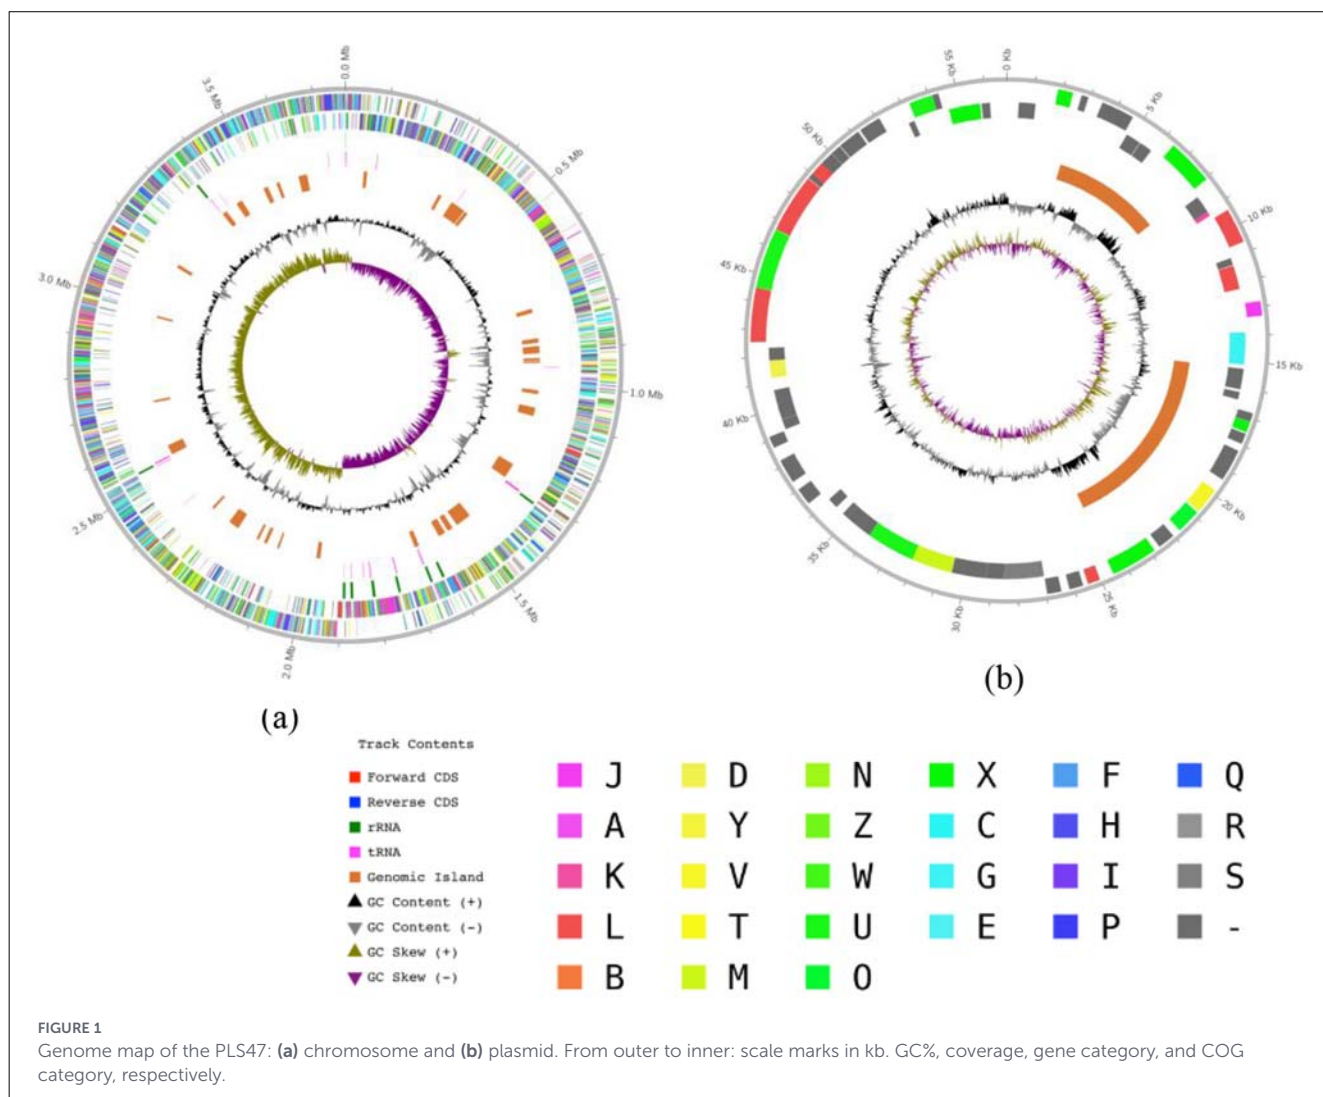 0.0 Mb
0.5 Mb
1.0 Mb
1.5 Mb
2.0 Mb
2.5 Mb
3.0 Mb
3.5 Mb
(a)
0 Kb
5 Kb
10 Kb
15 Kb
20 Kb
25 Kb
30 Kb
35 Kb
40 Kb
45 Kb
50 Kb
55 Kb
(b)
Track Contents
Forward CDS
Reverse CDS
rRNA
tRNA
Genomic Island
GC Content (+)
GC Content (-)
GC Skew (+)
GC Skew (-)
J D N X F Q
A Y Z C H R
K V W G I S
L T U E P -
B M O
FIGURE 1
Genome map of the PLS47: (a) chromosome and (b) plasmid. From outer to inner: scale marks in kb. GC%, coverage, gene category, and COG
category, respectively.